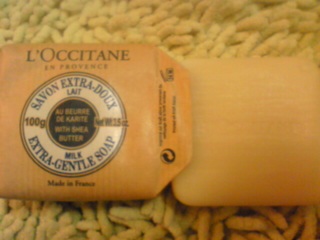 L'OCCITANE
EN PROVENCE
SAVON EXTRA-DOUX
LAIT
100g
AU BEURRE
DE KARITÉ
WITH SHEA
BUTTER
Net Wt. 3.5 oz.
MILK
EXTRA-GENTLE SOAP
Made in France